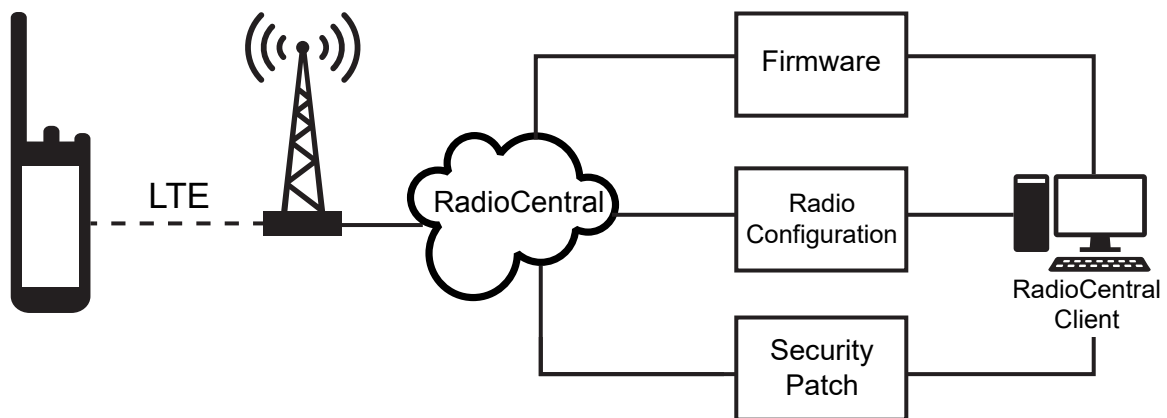 LTE
RadioCentral
Firmware
Radio
Configuration
Security
Patch
RadioCentral
Client